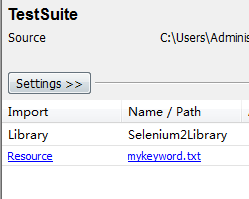 TestSuite
Source C:\Users\Adminis
Settings >>
Import Name / Path
Library Selenium2Library
Resource mykeyword.txt